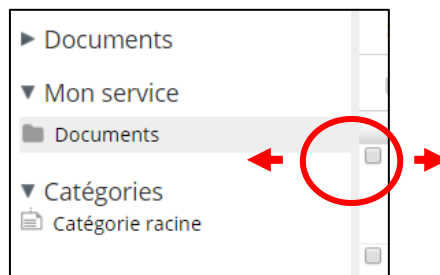 Documents
Mon service
Documents
Catégories
Catégorie racine